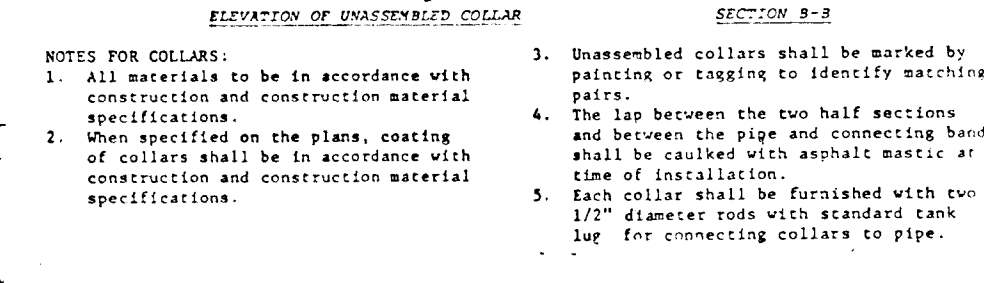 ELEVATION OF UNASSEMBLED COLLAR
SECTION B-B
NOTES FOR COLLARS:
1. All materials to be in accordance with
construction and construction material
specifications.
2. When specified on the plans, coating
of collars shall be in accordance with
construction and construction material
specifications.
3. Unassembled collars shall be marked by
painting or tagging to identify matching
pairs.
4. The lap between the two half sections
and between the pipe and connecting band
shall be caulked with asphalt mastic at
time of installation.
5. Each collar shall be furnished with two
1/2" diameter rods with standard tank
lug for connecting collars to pipe.